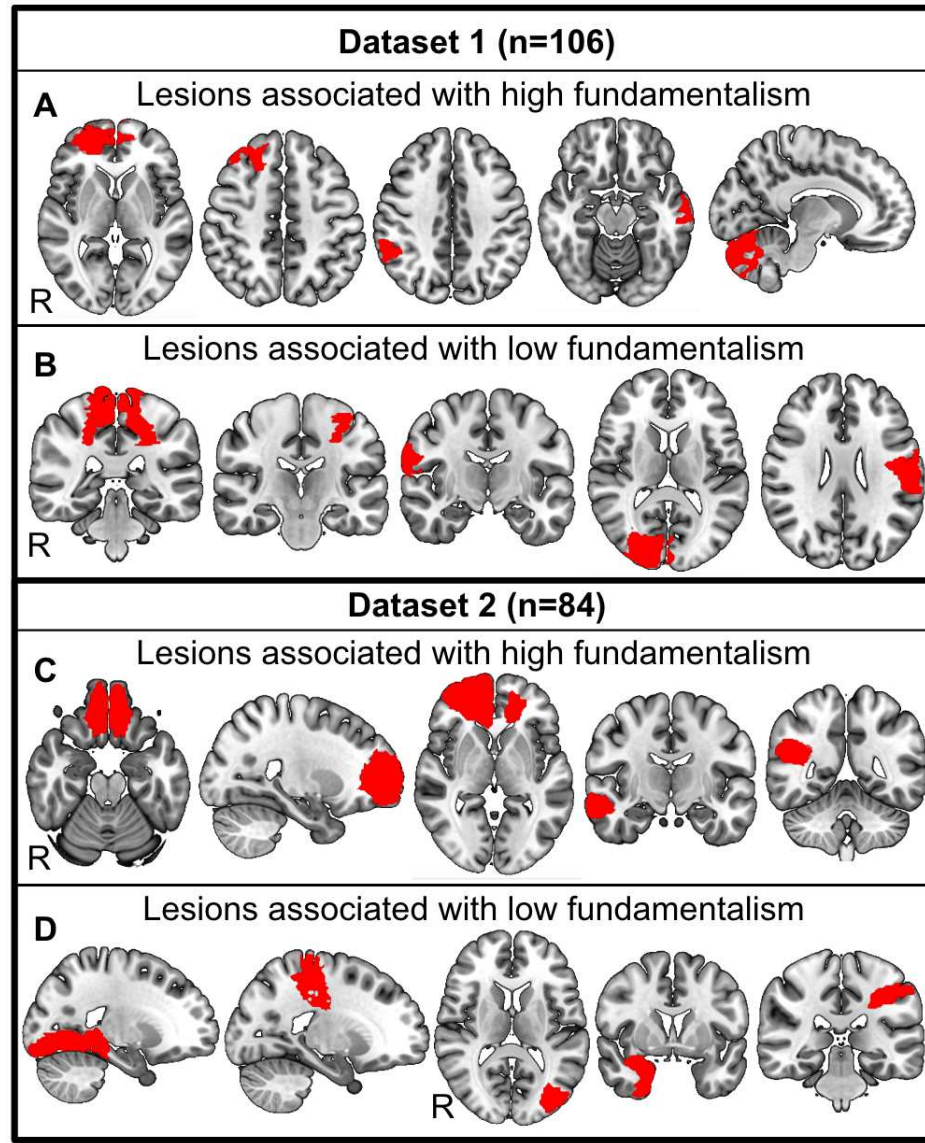 Dataset 1 (n=106)
A
Lesions associated with high fundamentalism
R
B
Lesions associated with low fundamentalism
R
Dataset 2 (n=84)
C
Lesions associated with high fundamentalism
R
D
Lesions associated with low fundamentalism
R